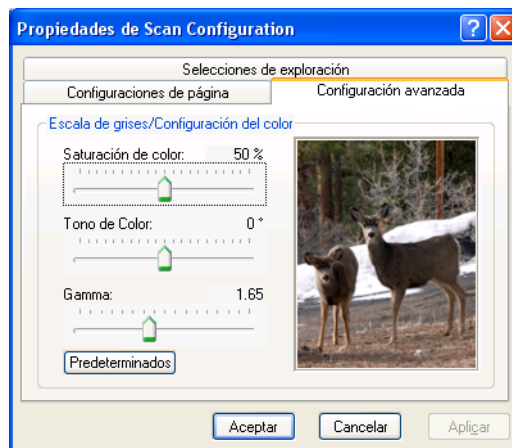 Propiedades de Scan Configuration
Selecciones de exploración
Configuraciones de página
Configuración avanzada
Escala de grises/Configuración del color
Saturación de color: 50 %
Tono de Color: 0 °
Gamma: 1.65
Predeterminados
Aceptar
Cancelar
Aplicar